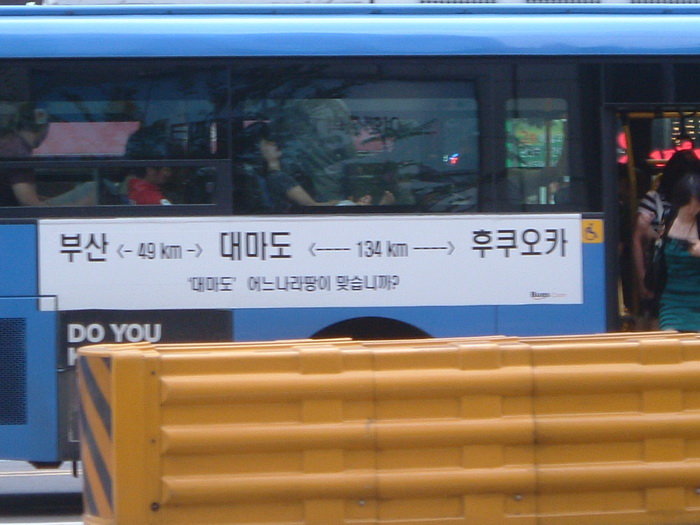 부산 <- 49 km -> 대마도 <---- 134 km ----> 후쿠오카
'대마도' 어느나라땅이 맞습니까?
DO YOU